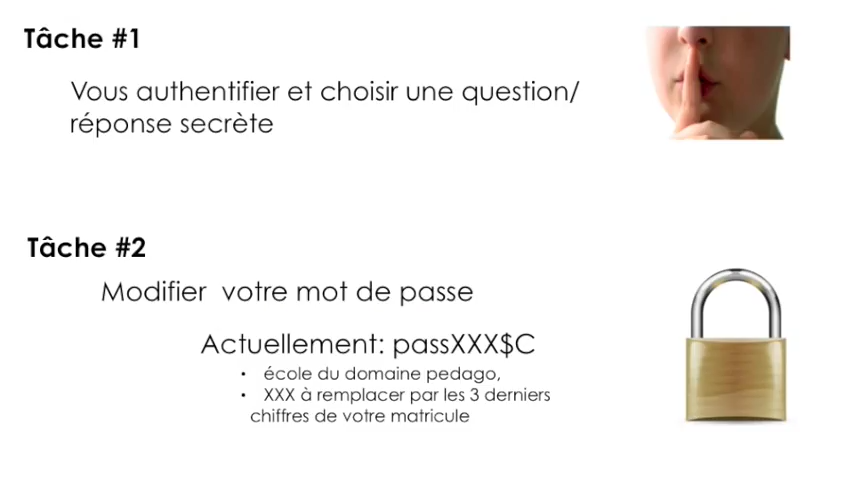 Tâche #1
Vous authentifier et choisir une question/
réponse secrète
Tâche #2
Modifier votre mot de passe
Actuellement: passXXX$C
• école du domaine pedago,
• XXX à remplacer par les 3 derniers
chiffres de votre matricule